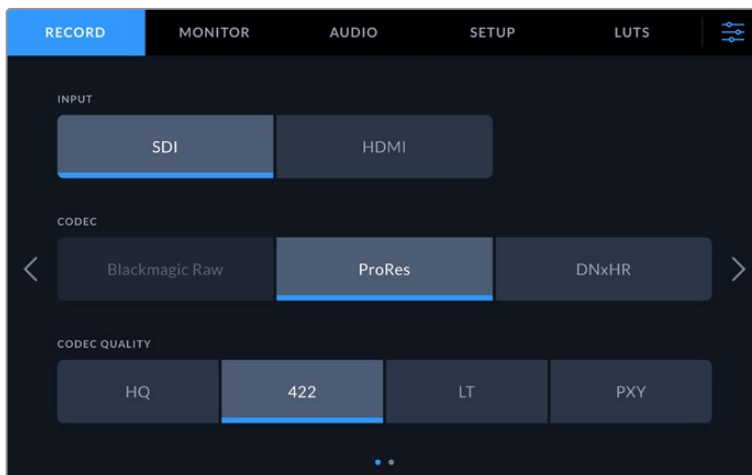 RECORD MONITOR AUDIO SETUP LUTS
INPUT
SDI HDMI
CODEC
Blackmagic Raw ProRes DNxHR
CODEC QUALITY
HQ 422 LT PXY